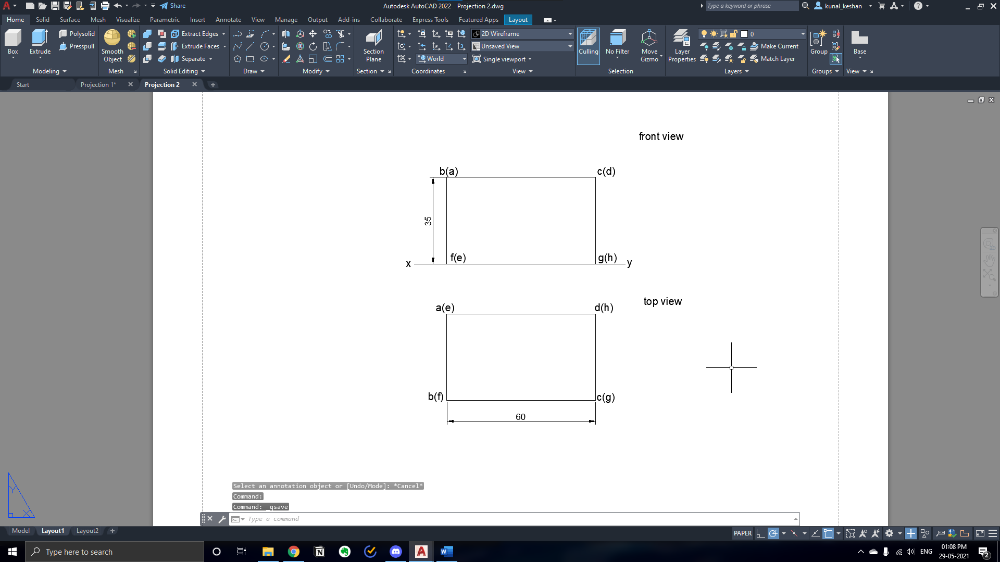 Share
Autodesk AutoCAD 2022 Projection 2.dwg
Type a keyword or phrase
kunal_keshan
Home Solid Surface Mesh Visualize Parametric Insert Annotate View Manage Output Add-ins Collaborate Express Tools Featured Apps Layout
Polysolid
Presspull
Box
Extrude
Smooth
Object
Extract Edges
Extrude Faces
Separate
Section
Plane
World
2D Wireframe
Unsaved View
Single viewport
Culling
No Filter
Move
Gizmo
Layer
Properties
0
Make Current
Match Layer
Group
Base
Modeling Mesh Solid Editing Draw Modify Section Coordinates View Selection Layers Groups View
Start Projection 1* Projection 2
front view
b(a) c(d)
35
f(e) g(h)
x y
top view
a(e) d(h)
b(f) c(g)
60
Select an annotation object or [Undo/Mode]: *Cancel*
Command:
Command: _qsave
Type a command
Y
X
Model Layout1 Layout2
PAPER
Type here to search
ENG
01:08 PM
29-05-2021
2